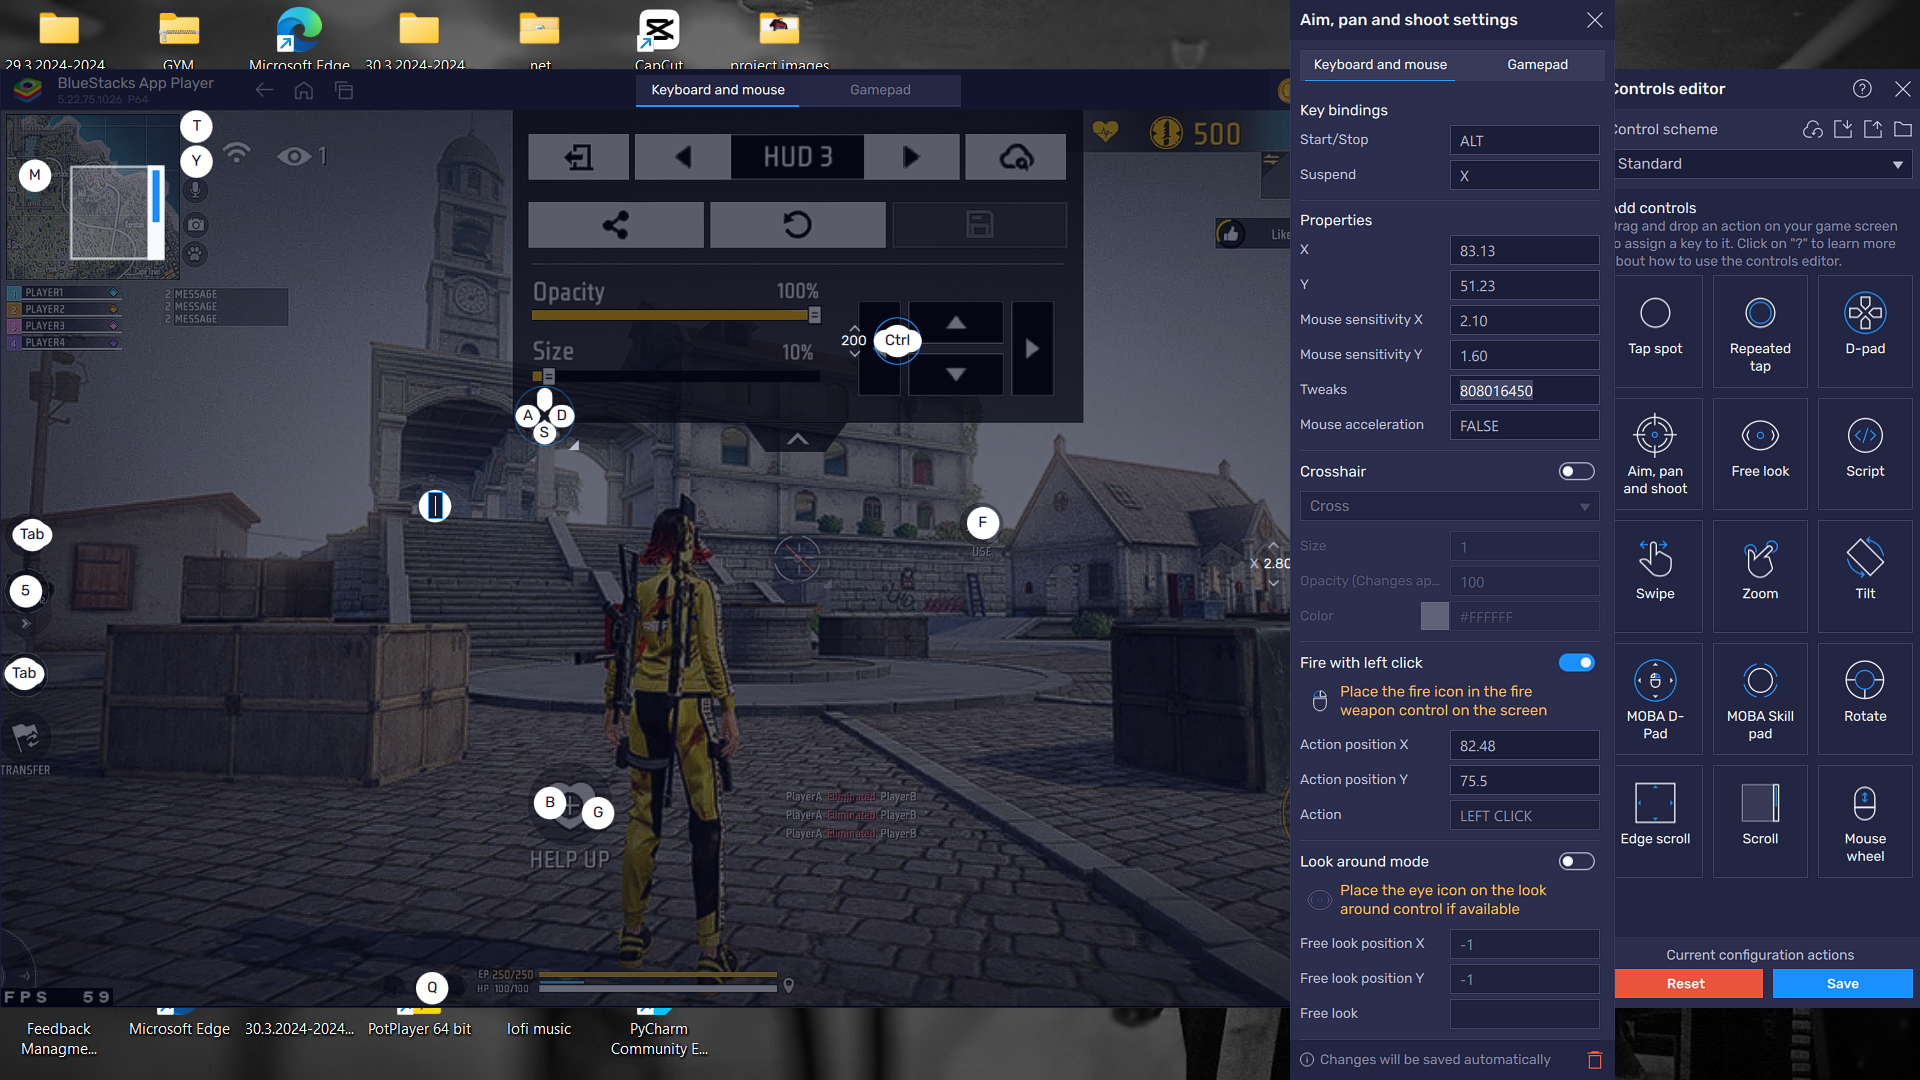 29.3.2024-2024
GYM
Microsoft Edge
30.3.2024-2024
net
CapCut
project images
BlueStacks App Player
5.22.75.1026 P64
Keyboard and mouse
Gamepad
T
Y
M
1
HUD 3
500
Like
Opacity
100%
Size
10%
200
Ctrl
1 PLAYER1
2 PLAYER2
3 PLAYER3
4 PLAYER4
2 MESSAGE
2 MESSAGE
2 MESSAGE
A
D
S
F
USE
X 2.80
Tab
5
Tab
TRANSFER
B
G
HELP UP
PlayerA Eliminated PlayerB
PlayerA Eliminated PlayerB
PlayerA Eliminated PlayerB
Q
EP 250/250
HP 100/100
FPS 59
Feedback
Managme...
Microsoft Edge
30.3.2024-2024...
PotPlayer 64 bit
lofi music
PyCharm
Community E...
Aim, pan and shoot settings
Keyboard and mouse
Gamepad
Key bindings
Start/Stop
ALT
Suspend
X
Properties
X
83.13
Y
51.23
Mouse sensitivity X
2.10
Mouse sensitivity Y
1.60
Tweaks
808016450
Mouse acceleration
FALSE
Crosshair
Cross
Size
1
Opacity (Changes ap...
100
Color
#FFFFFF
Fire with left click
Place the fire icon in the fire
weapon control on the screen
Action position X
82.48
Action position Y
75.5
Action
LEFT CLICK
Look around mode
Place the eye icon on the look
around control if available
Free look position X
-1
Free look position Y
-1
Free look
Changes will be saved automatically
Controls editor
?
Control scheme
Standard
Add controls
Drag and drop an action on your game screen
to assign a key to it. Click on "?" to learn more
about how to use the controls editor.
Tap spot
Repeated
tap
D-pad
Aim, pan
and shoot
Free look
Script
Swipe
Zoom
Tilt
MOBA D-
Pad
MOBA Skill
pad
Rotate
Edge scroll
Scroll
Mouse
wheel
Current configuration actions
Reset
Save